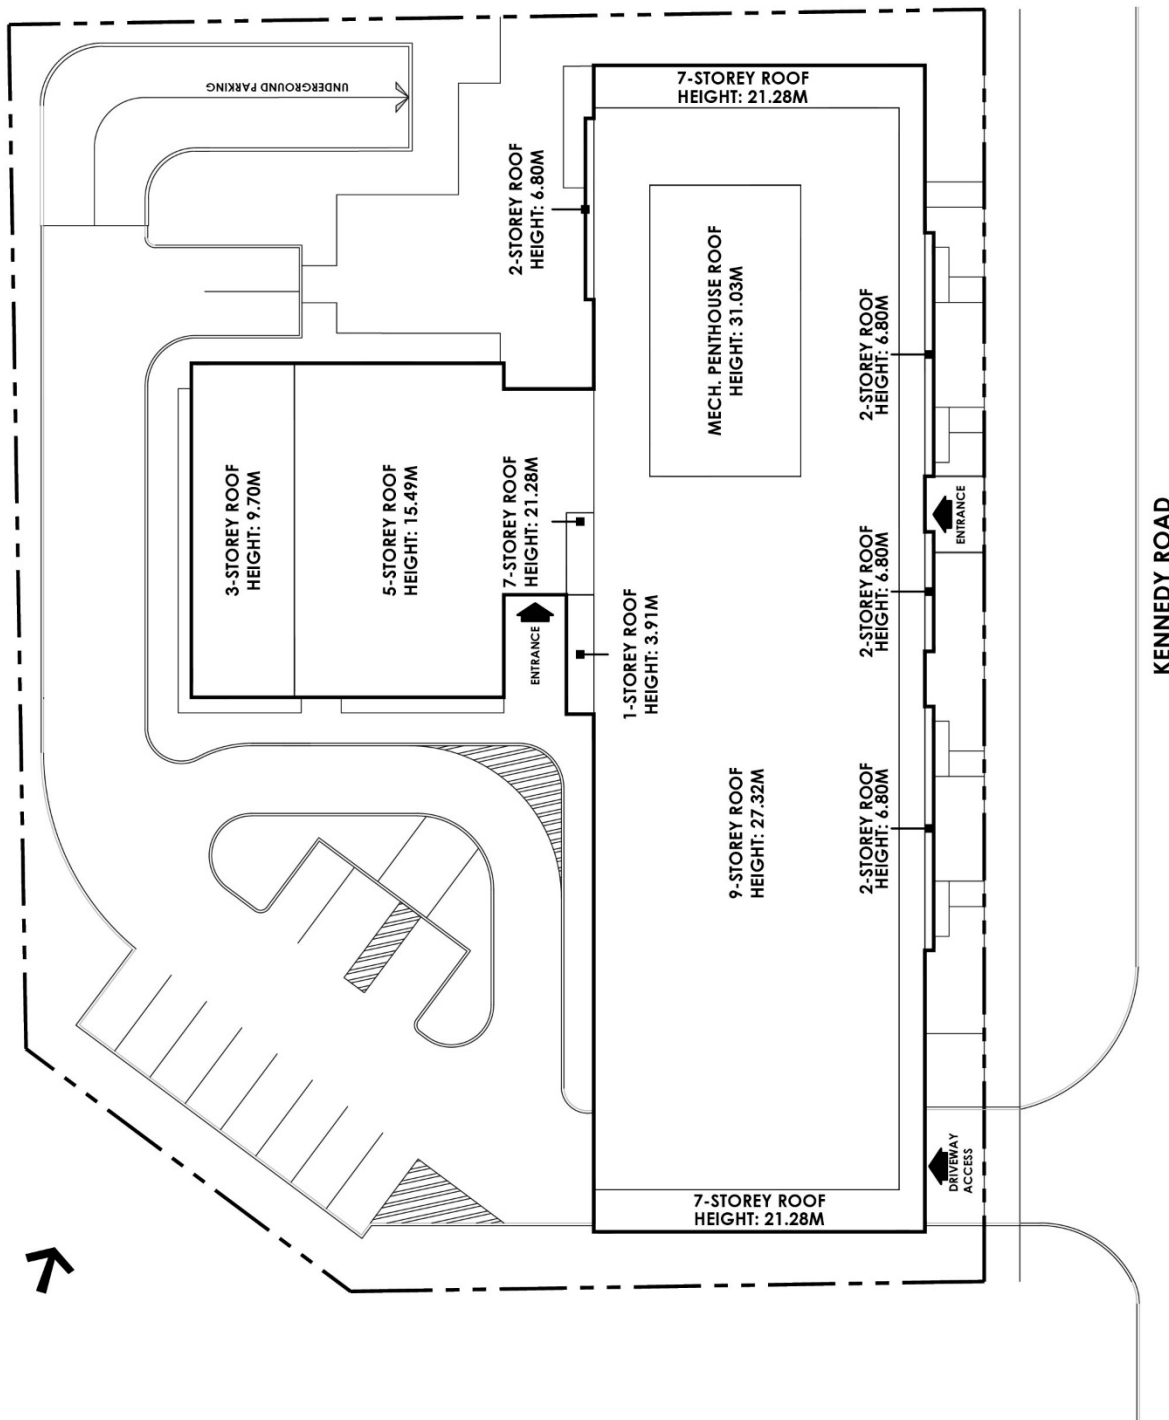 7-STOREY ROOF
HEIGHT: 21.28M
UNDERGROUND PARKING
2-STOREY ROOF
HEIGHT: 6.80M
MECH. PENTHOUSE ROOF
HEIGHT: 31.03M
2-STOREY ROOF
HEIGHT: 6.80M
3-STOREY ROOF
HEIGHT: 9.70M
5-STOREY ROOF
HEIGHT: 15.49M
7-STOREY ROOF
HEIGHT: 21.28M
ENTRANCE
ENTRANCE
1-STOREY ROOF
HEIGHT: 3.91M
2-STOREY ROOF
HEIGHT: 6.80M
KENNEDY ROAD
9-STOREY ROOF
HEIGHT: 27.32M
2-STOREY ROOF
HEIGHT: 6.80M
DRIVEWAY
ACCESS
7-STOREY ROOF
HEIGHT: 21.28M